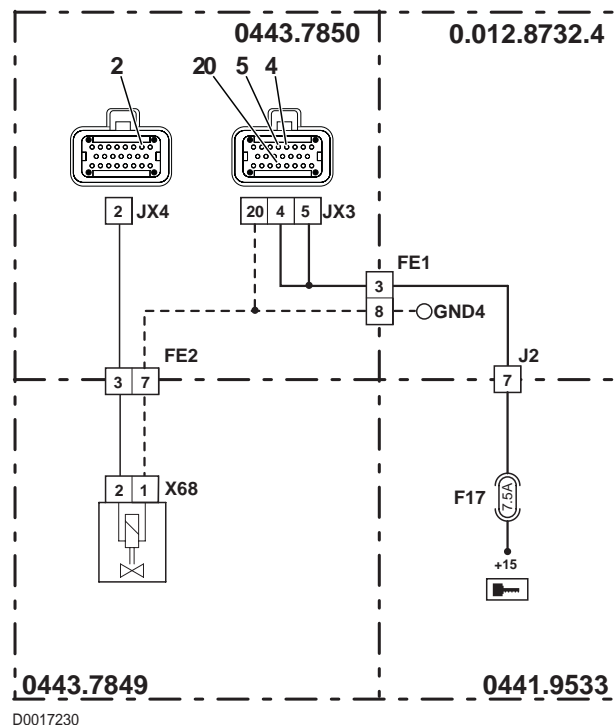 0443.7850 0.012.8732.4
2 20 5 4
2 JX4 20 4 5 JX3
FE1
3
8 GND4
FE2 J2
3 7 7
2 1 X68 F17 7.5A
+15
0443.7849 0441.9533
D0017230